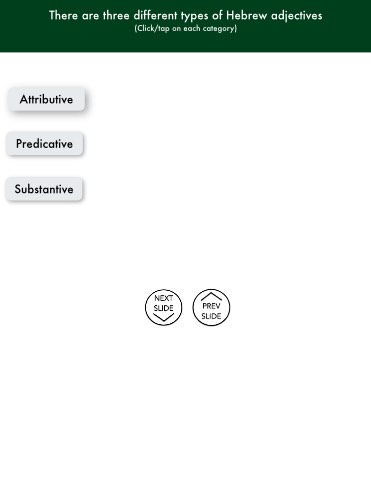 There are three different types of Hebrew adjectives
(Click/tap on each category)
Attributive
Predicative
Substantive
NEXT
SLIDE
PREV
SLIDE